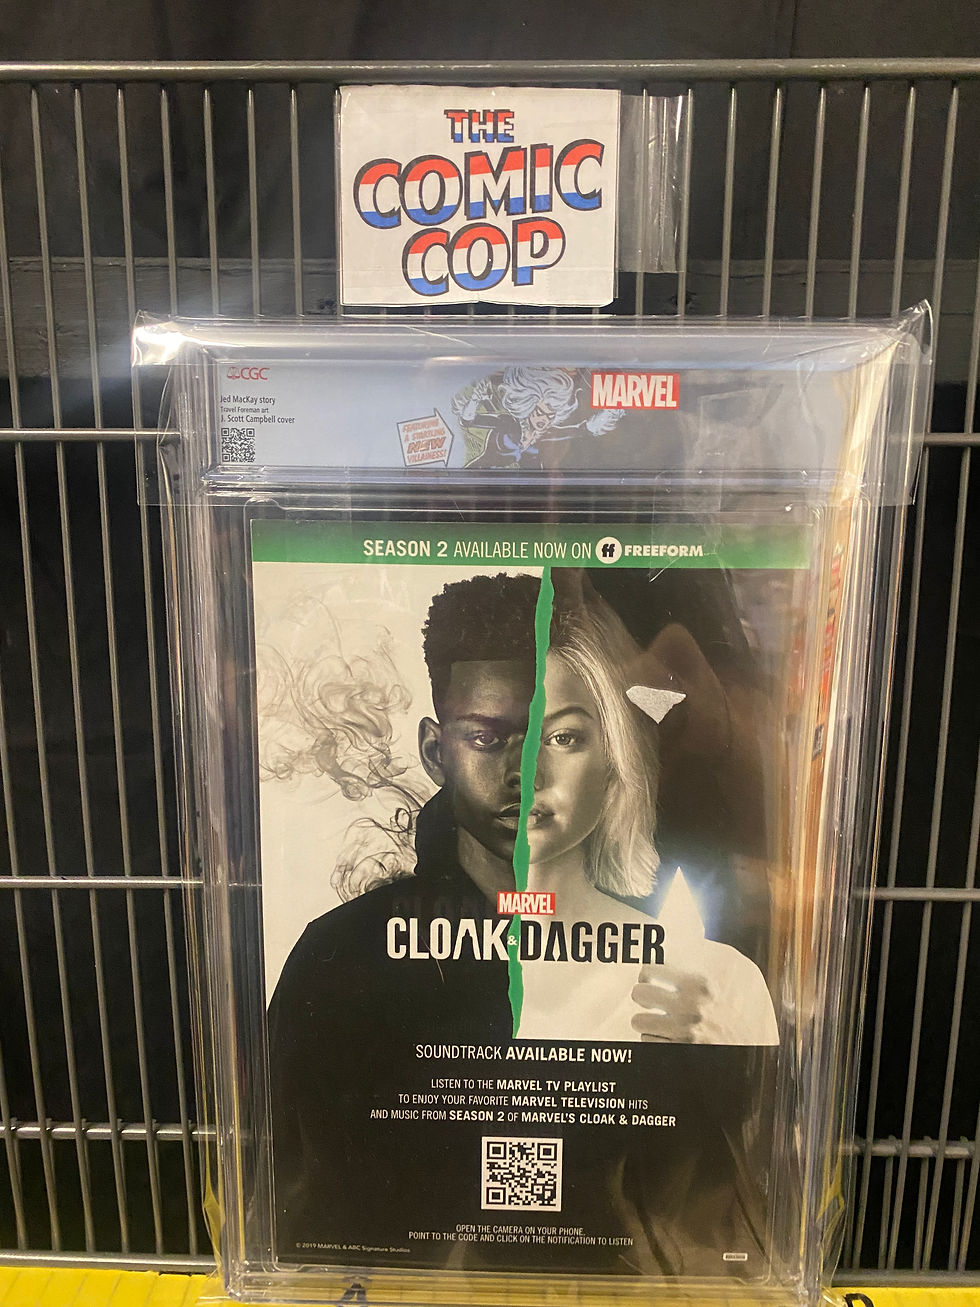 THE
COMIC
COP
CGC
MARVEL
Jed MacKay story
Travel Foreman art
J. Scott Campbell cover
FEATURING
A STARTLING
NEW
VILLAINESS!
SEASON 2 AVAILABLE NOW ON ff FREEFORM
MARVEL
CLOAK & DAGGER
SOUNDTRACK AVAILABLE NOW!
LISTEN TO THE MARVEL TV PLAYLIST
TO ENJOY YOUR FAVORITE MARVEL TELEVISION HITS
AND MUSIC FROM SEASON 2 OF MARVEL'S CLOAK & DAGGER
OPEN THE CAMERA ON YOUR PHONE,
POINT TO THE CODE AND CLICK ON THE NOTIFICATION TO LISTEN
© 2019 MARVEL & ABC Signature Studios